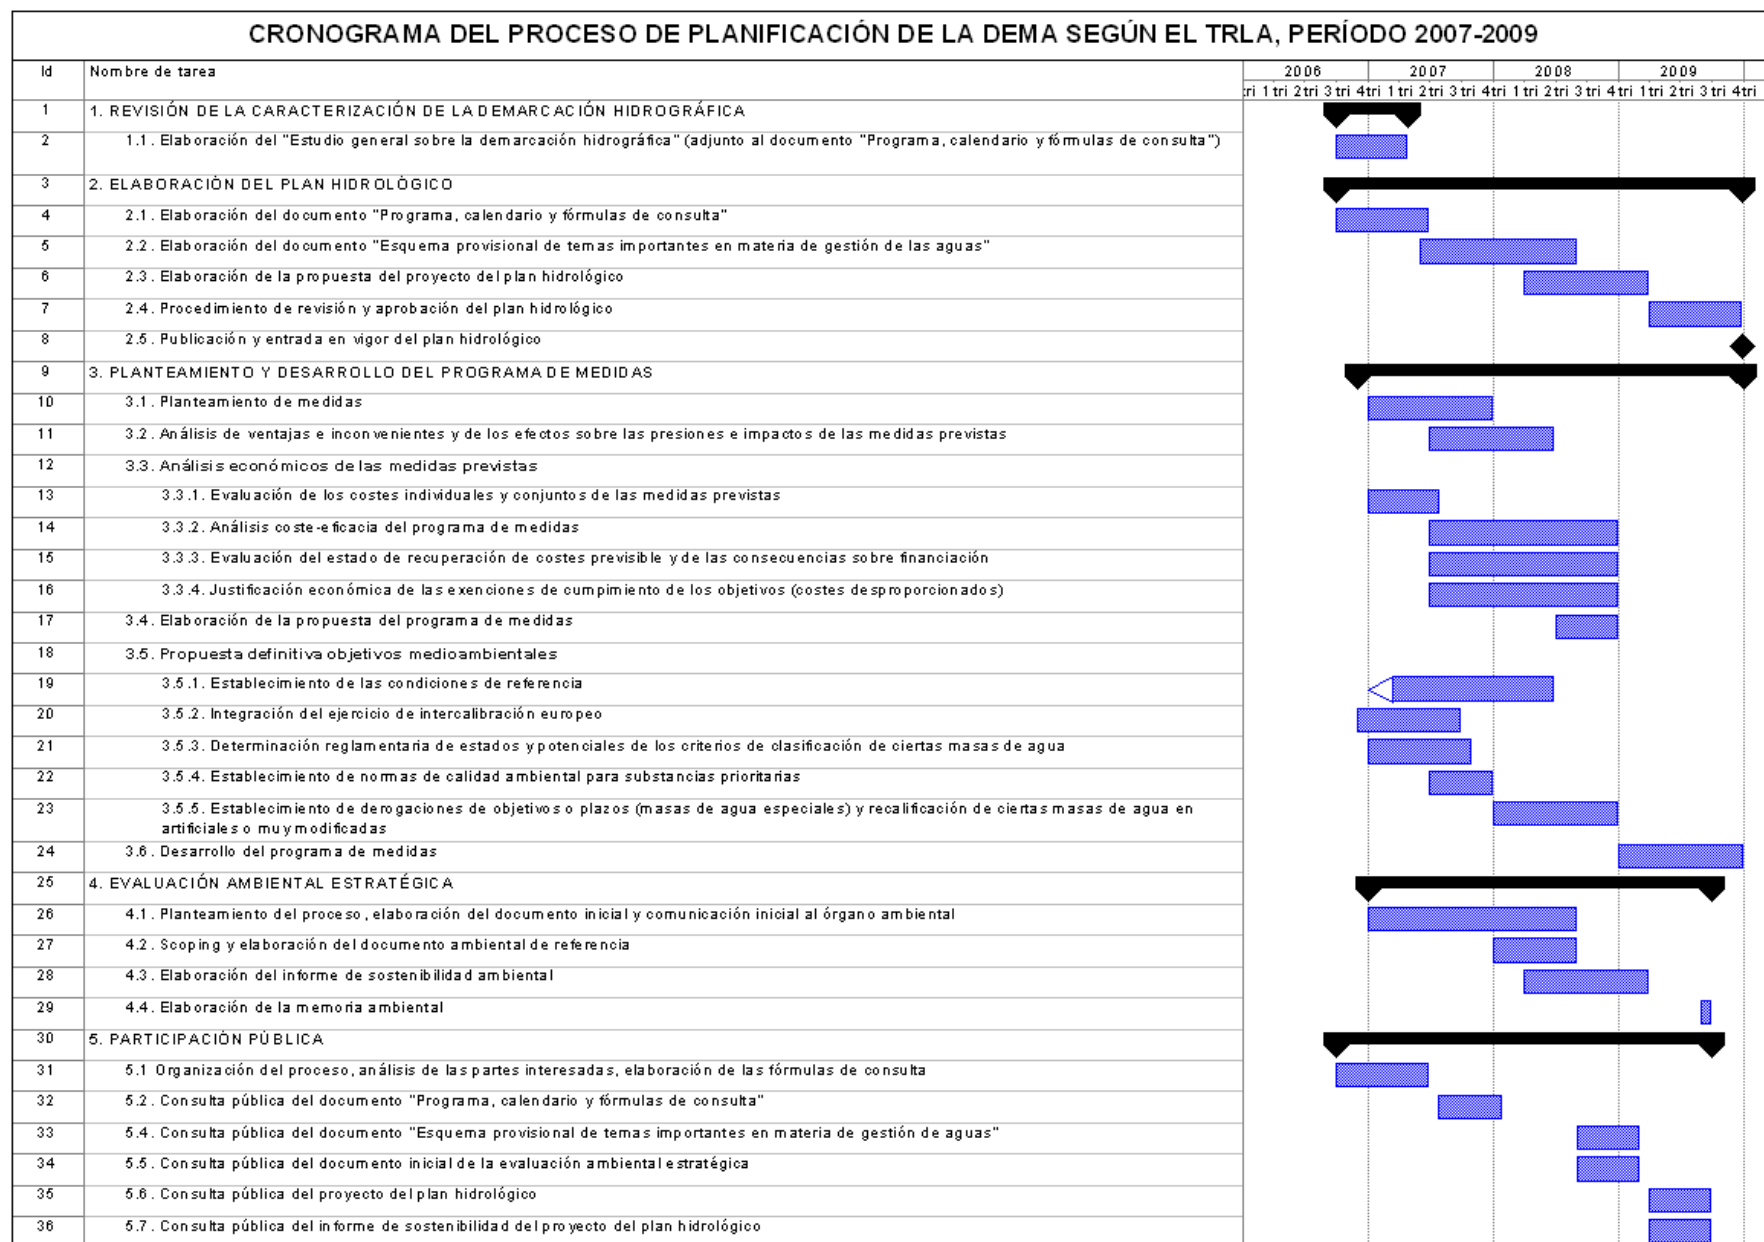 CRONOGRAMA DEL PROCESO DE PLANIFICACIÓN DE LA DEMA SEGÚN EL TRLA, PERÍODO 2007-2009
Id Nombre de tarea 2006 2007 2008 2009
tri 1 tri 2 tri 3 tri 4 tri 1 tri 2 tri 3 tri 4 tri 1 tri 2 tri 3 tri 4 tri 1 tri 2 tri 3 tri 4 tri
1 1. REVISIÓN DE LA CARACTERIZACIÓN DE LA DEMARCACIÓN HIDROGRÁFICA
2 1.1. Elaboración del "Estudio general sobre la demarcación hidrográfica" (adjunto al documento "Programa, calendario y fórmulas de consulta")
3 2. ELABORACIÓN DEL PLAN HIDROLÓGICO
4 2.1. Elaboración del documento "Programa, calendario y fórmulas de consulta"
5 2.2. Elaboración del documento "Esquema provisional de temas importantes en materia de gestión de las aguas"
6 2.3. Elaboración de la propuesta del proyecto del plan hidrológico
7 2.4. Procedimiento de revisión y aprobación del plan hidrológico
8 2.5. Publicación y entrada en vigor del plan hidrológico
9 3. PLANTEAMIENTO Y DESARROLLO DEL PROGRAMA DE MEDIDAS
10 3.1. Planteamiento de medidas
11 3.2. Análisis de ventajas e inconvenientes y de los efectos sobre las presiones e impactos de las medidas previstas
12 3.3. Análisis económicos de las medidas previstas
13 3.3.1. Evaluación de los costes individuales y conjuntos de las medidas previstas
14 3.3.2. Análisis coste-eficacia del programa de medidas
15 3.3.3. Evaluación del estado de recuperación de costes previsible y de las consecuencias sobre financiación
16 3.3.4. Justificación económica de las exenciones de cumpimiento de los objetivos (costes desproporcionados)
17 3.4. Elaboración de la propuesta del programa de medidas
18 3.5. Propuesta definitiva objetivos medioambientales
19 3.5.1. Establecimiento de las condiciones de referencia
20 3.5.2. Integración del ejercicio de intercalibración europeo
21 3.5.3. Determinación reglamentaria de estados y potenciales de los criterios de clasificación de ciertas masas de agua
22 3.5.4. Establecimiento de normas de calidad ambiental para substancias prioritarias
23 3.5.5. Establecimiento de derogaciones de objetivos o plazos (masas de agua especiales) y recalificación de ciertas masas de agua en
artificiales o muy modificadas
24 3.6. Desarrollo del programa de medidas
25 4. EVALUACIÓN AMBIENTAL ESTRATÉGICA
26 4.1. Planteamiento del proceso, elaboración del documento inicial y comunicación inicial al órgano ambiental
27 4.2. Scoping y elaboración del documento ambiental de referencia
28 4.3. Elaboración del informe de sostenibilidad ambiental
29 4.4. Elaboración de la memoria ambiental
30 5. PARTICIPACIÓN PÚBLICA
31 5.1 Organización del proceso, análisis de las partes interesadas, elaboración de las fórmulas de consulta
32 5.2. Consulta pública del documento "Programa, calendario y fórmulas de consulta"
33 5.4. Consulta pública del documento "Esquema provisional de temas importantes en materia de gestión de aguas"
34 5.5. Consulta pública del documento inicial de la evaluación ambiental estratégica
35 5.6. Consulta pública del proyecto del plan hidrológico
36 5.7. Consulta pública del informe de sostenibilidad del proyecto del plan hidrológico